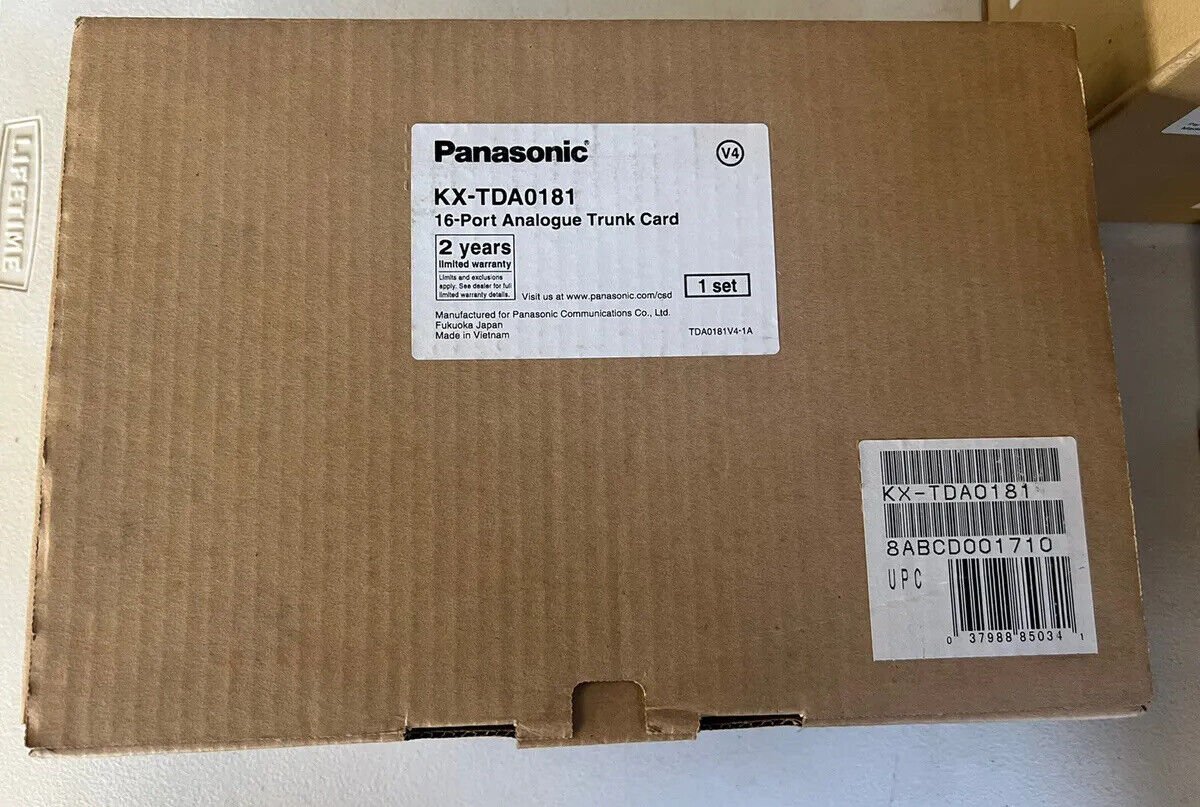 LIFETIME
Panasonic®
V4
KX-TDA0181
16-Port Analogue Trunk Card
2 years
limited warranty
Limits and exclusions
apply. See dealer for full
limited warranty details.
Visit us at www.panasonic.com/csd
1 set
Manufactured for Panasonic Communications Co., Ltd.
Fukuoka Japan
Made in Vietnam
TDA0181V4-1A
KX-TDA0181
8ABCD001710
UPC
0 37988 85034 1